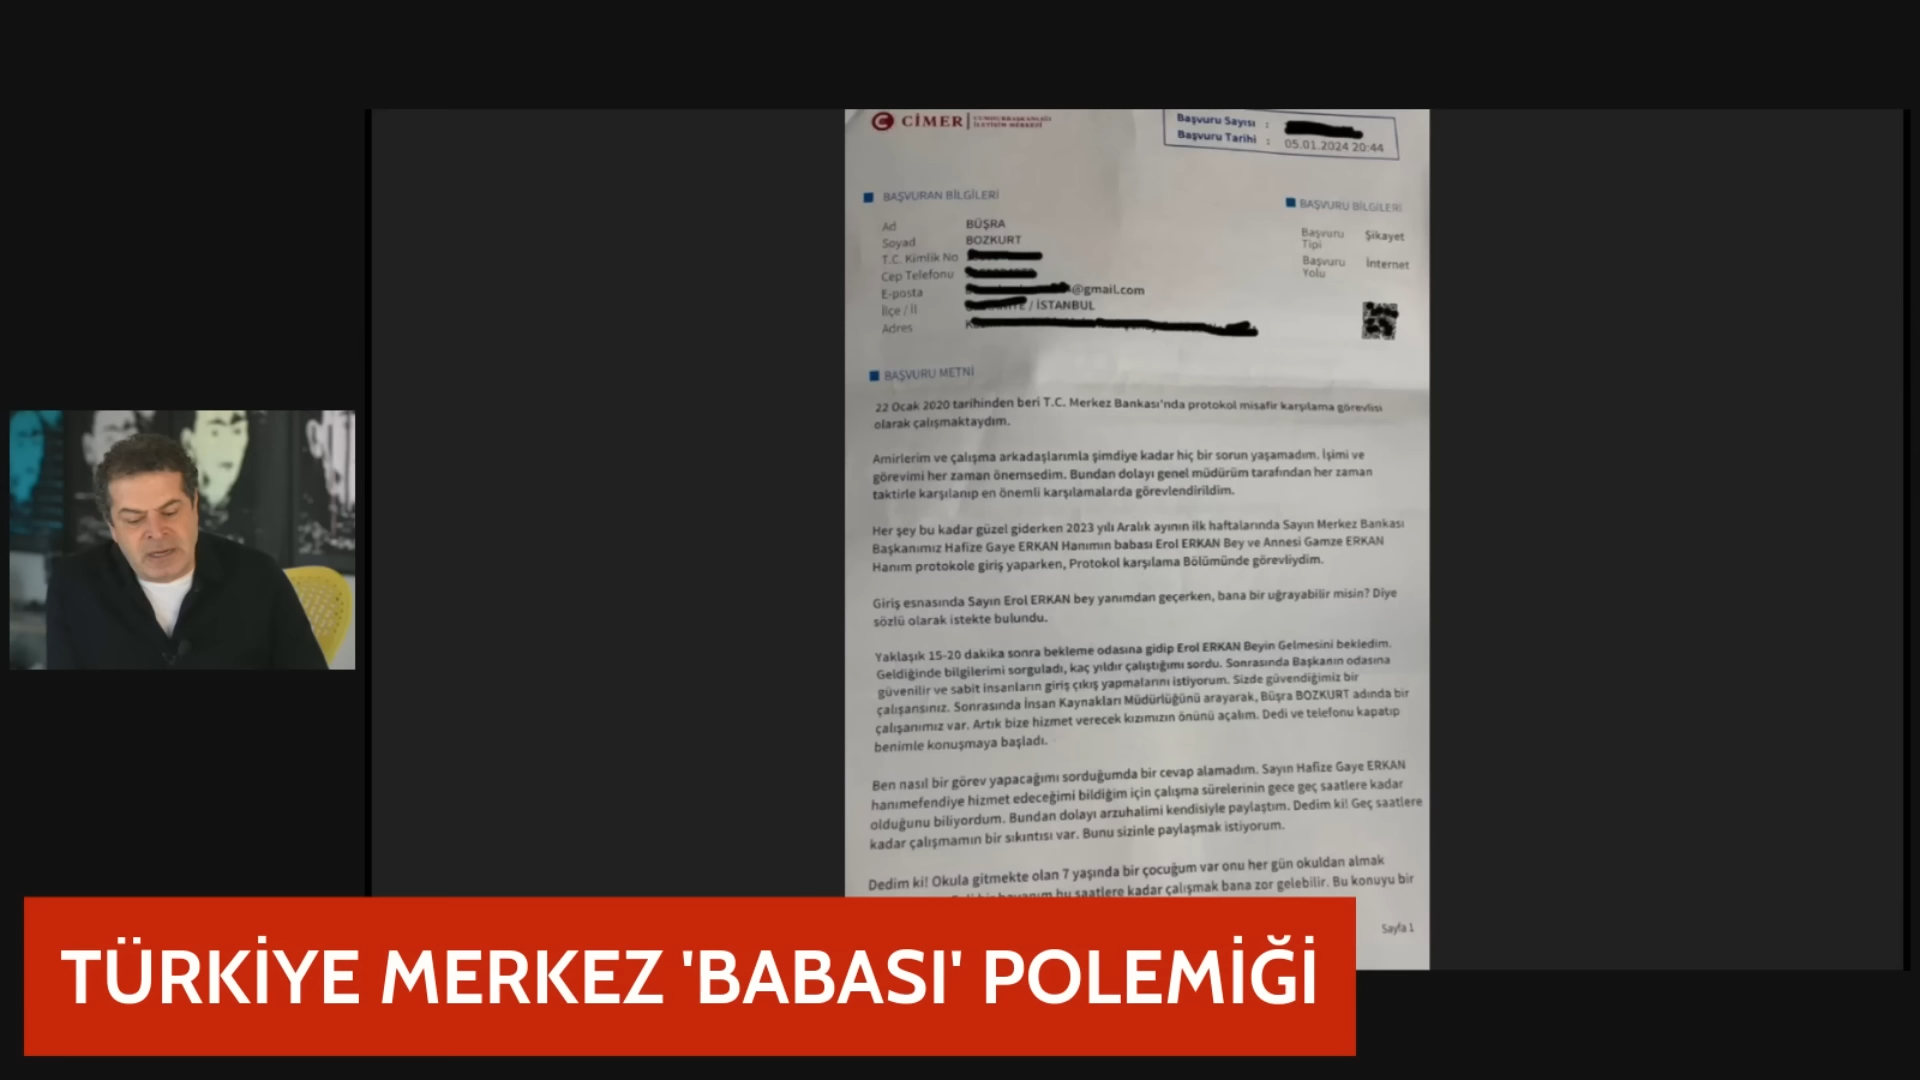 CİMER | CUMHURBAŞKANLIĞI
İLETİŞİM MERKEZİ
Başvuru Sayısı :
Başvuru Tarihi : 05.01.2024 20:44
BAŞVURAN BİLGİLERİ
Ad BÜŞRA
Soyad BOZKURT
T.C. Kimlik No
Cep Telefonu
E-posta @gmail.com
İlçe / İl / İSTANBUL
Adres
BAŞVURU BİLGİLERİ
Başvuru Tipi Şikayet
Başvuru Yolu İnternet
BAŞVURU METNİ
22 Ocak 2020 tarihinden beri T.C. Merkez Bankası'nda protokol misafir karşılama görevlisi
olarak çalışmaktaydım.
Amirlerim ve çalışma arkadaşlarımla şimdiye kadar hiç bir sorun yaşamadım. İşimi ve
görevimi her zaman önemsedim. Bundan dolayı genel müdürüm tarafından her zaman
taktirle karşılanıp en önemli karşılamalarda görevlendirildim.
Her şey bu kadar güzel giderken 2023 yılı Aralık ayının ilk haftalarında Sayın Merkez Bankası
Başkanımız Hafize Gaye ERKAN Hanımın babası Erol ERKAN Bey ve Annesi Gamze ERKAN
Hanım protokole giriş yaparken, Protokol karşılama Bölümünde görevliydim.
Giriş esnasında Sayın Erol ERKAN bey yanımdan geçerken, bana bir uğrayabilir misin? Diye
sözlü olarak istekte bulundu.
Yaklaşık 15-20 dakika sonra bekleme odasına gidip Erol ERKAN Beyin Gelmesini bekledim.
Geldiğinde bilgilerimi sorguladı, kaç yıldır çalıştığımı sordu. Sonrasında Başkanın odasına
güvenilir ve sabit insanların giriş çıkış yapmalarını istiyorum. Sizde güvendiğimiz bir
çalışansınız. Sonrasında İnsan Kaynakları Müdürlüğünü arayarak, Büşra BOZKURT adında bir
çalışanımız var. Artık bize hizmet verecek kızımızın önünü açalım. Dedi ve telefonu kapatıp
benimle konuşmaya başladı.
Ben nasıl bir görev yapacağımı sorduğumda bir cevap alamadım. Sayın Hafize Gaye ERKAN
hanımefendiye hizmet edeceğimi bildiğim için çalışma sürelerinin gece geç saatlere kadar
olduğunu biliyordum. Bundan dolayı arzuhalimi kendisiyle paylaştım. Dedim ki! Geç saatlere
kadar çalışmamın bir sıkıntısı var. Bunu sizinle paylaşmak istiyorum.
Dedim ki! Okula gitmekte olan 7 yaşında bir çocuğum var onu her gün okuldan almak
bu saatlere kadar çalışmak bana zor gelebilir. Bu konuyu bir
Sayfa 1
TÜRKİYE MERKEZ 'BABASI' POLEMİĞİ